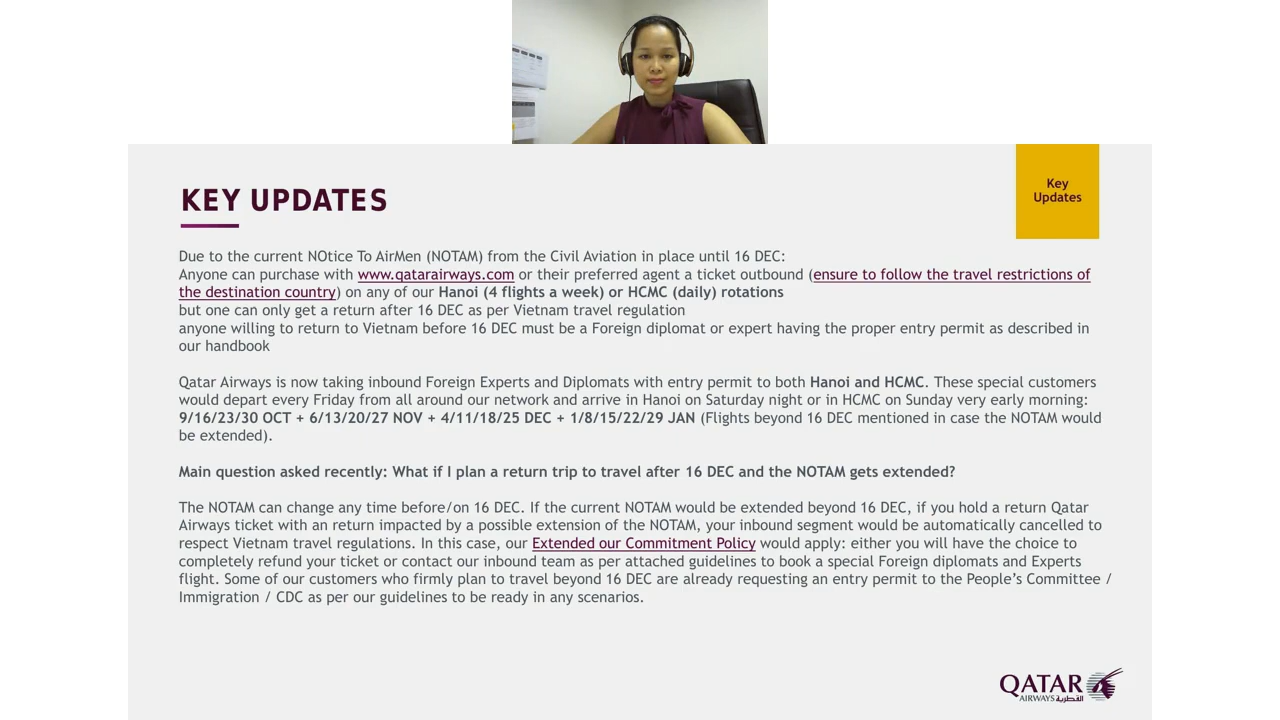 KEY UPDATES
Key
Updates
Due to the current NOtice To AirMen (NOTAM) from the Civil Aviation in place until 16 DEC:
Anyone can purchase with www.qatarairways.com or their preferred agent a ticket outbound (ensure to follow the travel restrictions of
the destination country) on any of our Hanoi (4 flights a week) or HCMC (daily) rotations
but one can only get a return after 16 DEC as per Vietnam travel regulation
anyone willing to return to Vietnam before 16 DEC must be a Foreign diplomat or expert having the proper entry permit as described in
our handbook
Qatar Airways is now taking inbound Foreign Experts and Diplomats with entry permit to both Hanoi and HCMC. These special customers
would depart every Friday from all around our network and arrive in Hanoi on Saturday night or in HCMC on Sunday very early morning:
9/16/23/30 OCT + 6/13/20/27 NOV + 4/11/18/25 DEC + 1/8/15/22/29 JAN (Flights beyond 16 DEC mentioned in case the NOTAM would
be extended).
Main question asked recently: What if I plan a return trip to travel after 16 DEC and the NOTAM gets extended?
The NOTAM can change any time before/on 16 DEC. If the current NOTAM would be extended beyond 16 DEC, if you hold a return Qatar
Airways ticket with an return impacted by a possible extension of the NOTAM, your inbound segment would be automatically cancelled to
respect Vietnam travel regulations. In this case, our Extended our Commitment Policy would apply: either you will have the choice to
completely refund your ticket or contact our inbound team as per attached guidelines to book a special Foreign diplomats and Experts
flight. Some of our customers who firmly plan to travel beyond 16 DEC are already requesting an entry permit to the People's Committee /
Immigration / CDC as per our guidelines to be ready in any scenarios.
QATAR
AIRWAYS القطرية